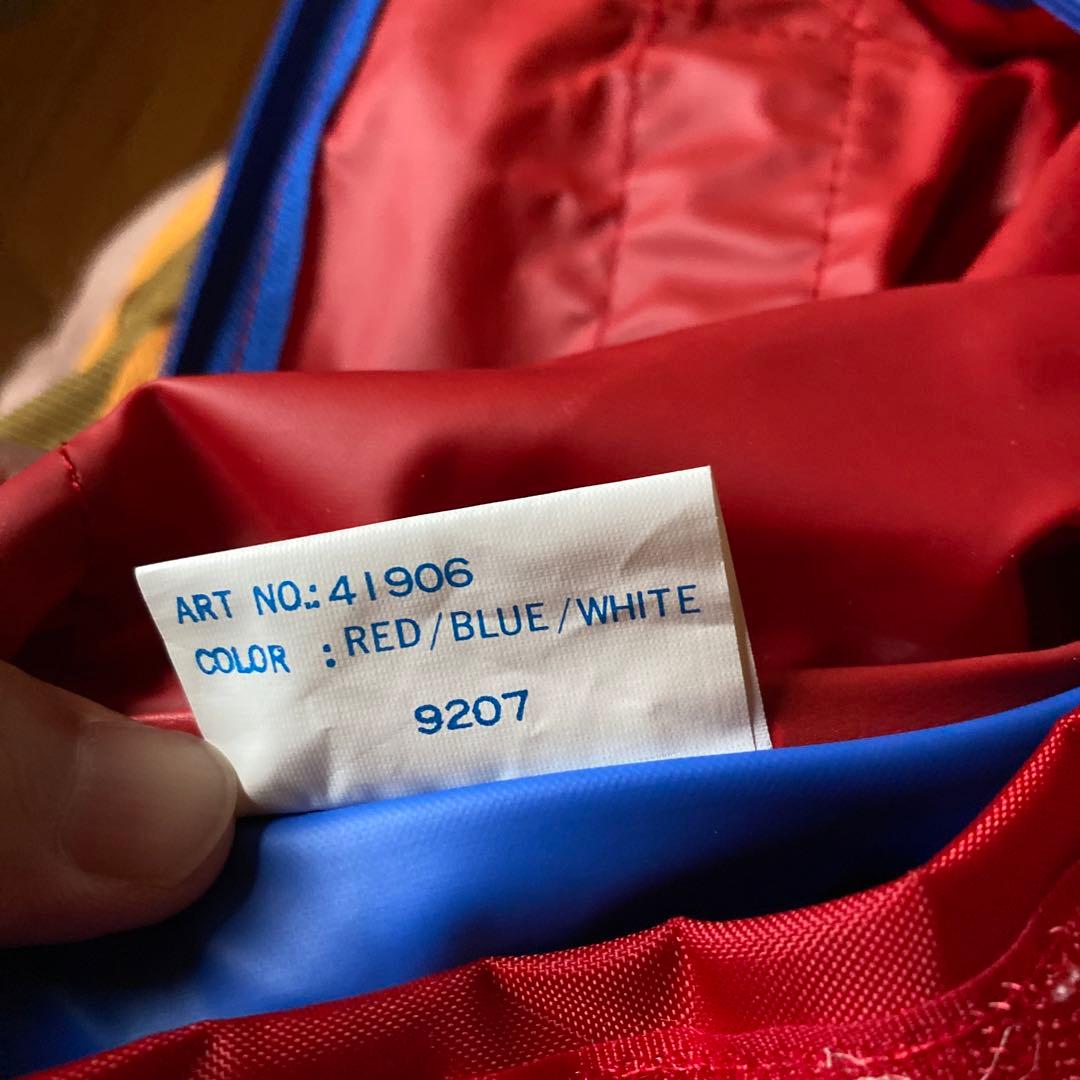 ART NO.:41906
COLOR :RED/BLUE/WHITE
9207